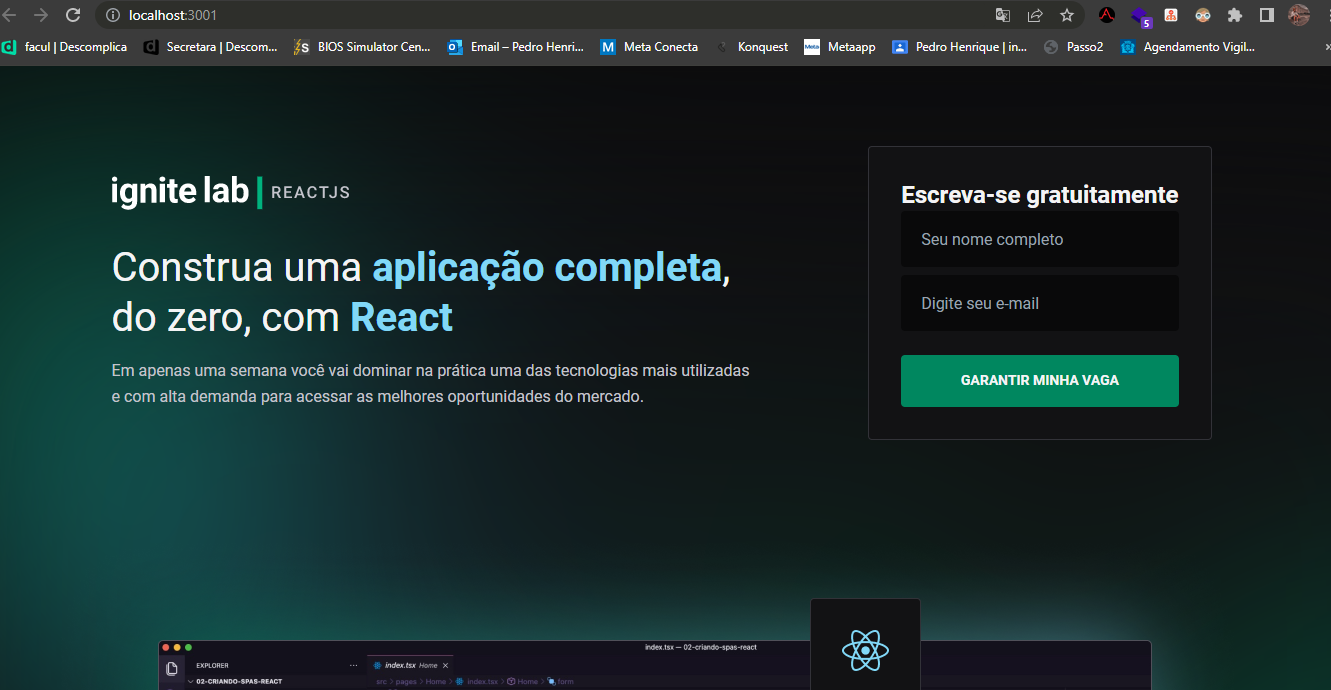 localhost:3001
5
facul | Descomplica
Secretara | Descom...
BIOS Simulator Cen...
Email – Pedro Henri...
M
Meta Conecta
Konquest
Meta
Metaapp
Pedro Henrique | in...
Passo2
Agendamento Vigil...
»
ignite lab | REACTJS
Construa uma aplicação completa,
do zero, com React
Em apenas uma semana você vai dominar na prática uma das tecnologias mais utilizadas
e com alta demanda para acessar as melhores oportunidades do mercado.
Escreva-se gratuitamente
Seu nome completo
Digite seu e-mail
GARANTIR MINHA VAGA
index.tsx — 02-criando-spas-react
EXPLORER ...
index.tsx Home ×
02-CRIANDO-SPAS-REACT
src > pages > Home > index.tsx > Home > form